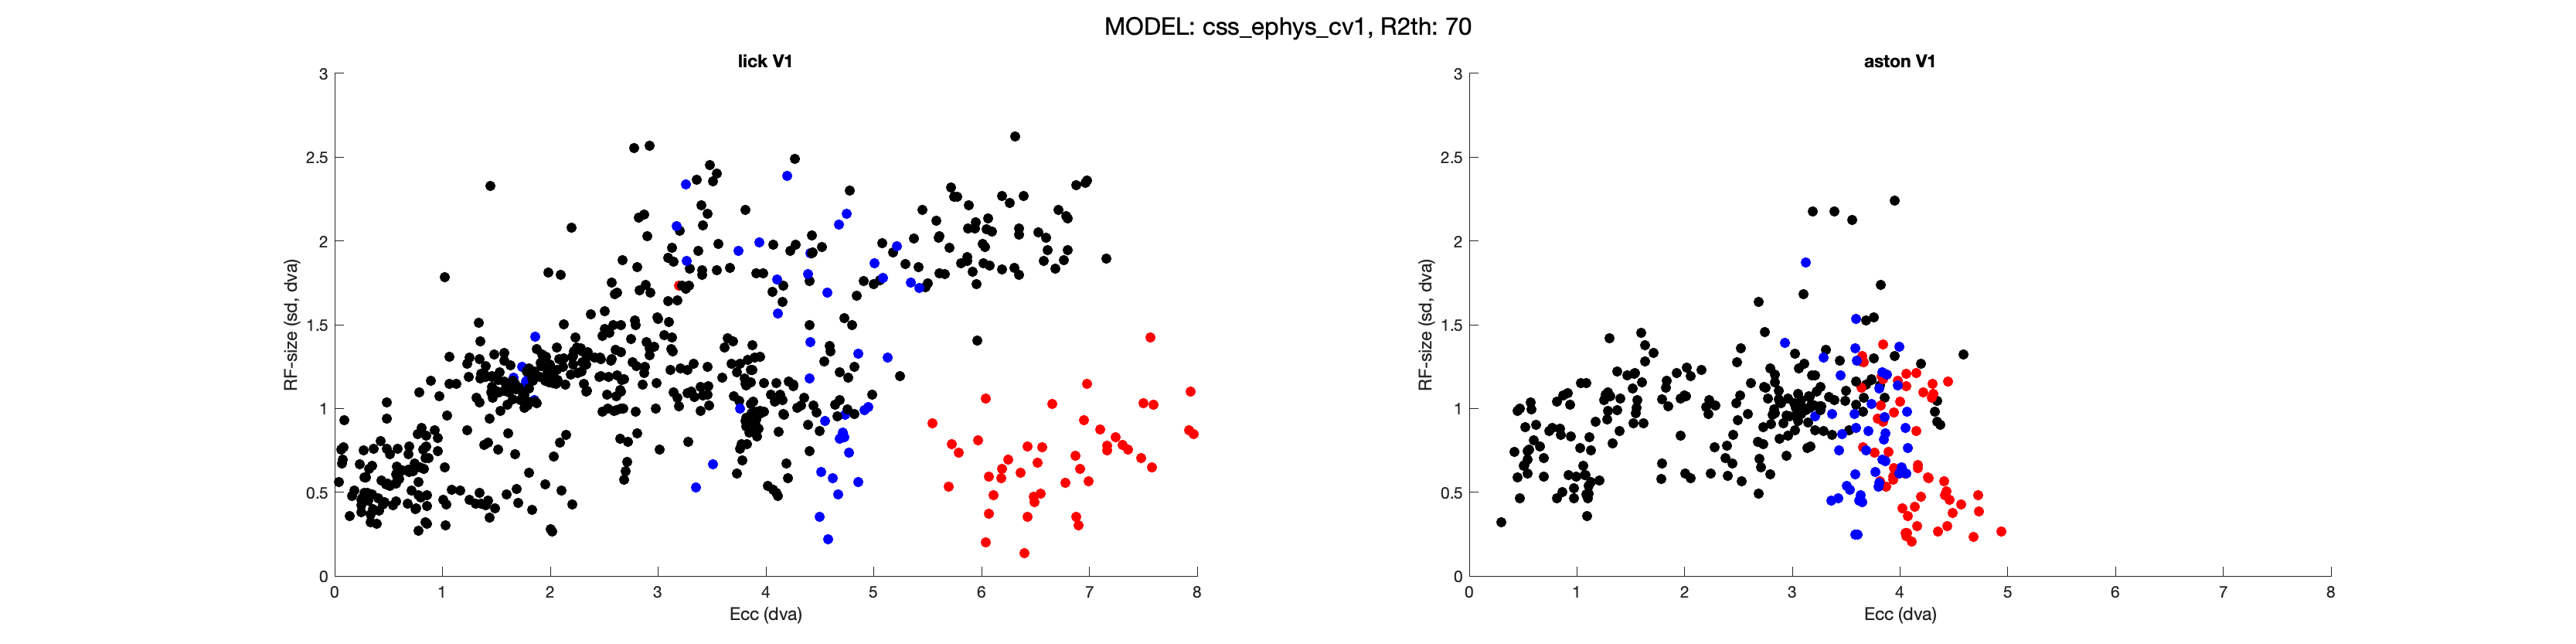 MODEL: css_ephys_cv1, R2th: 70
lick V1
3
2.5
2
1.5
1
0.5
0
RF-size (sd, dva)
0 1 2 3 4 5 6 7 8
Ecc (dva)
aston V1
3
2.5
2
1.5
1
0.5
0
RF-size (sd, dva)
0 1 2 3 4 5 6 7 8
Ecc (dva)